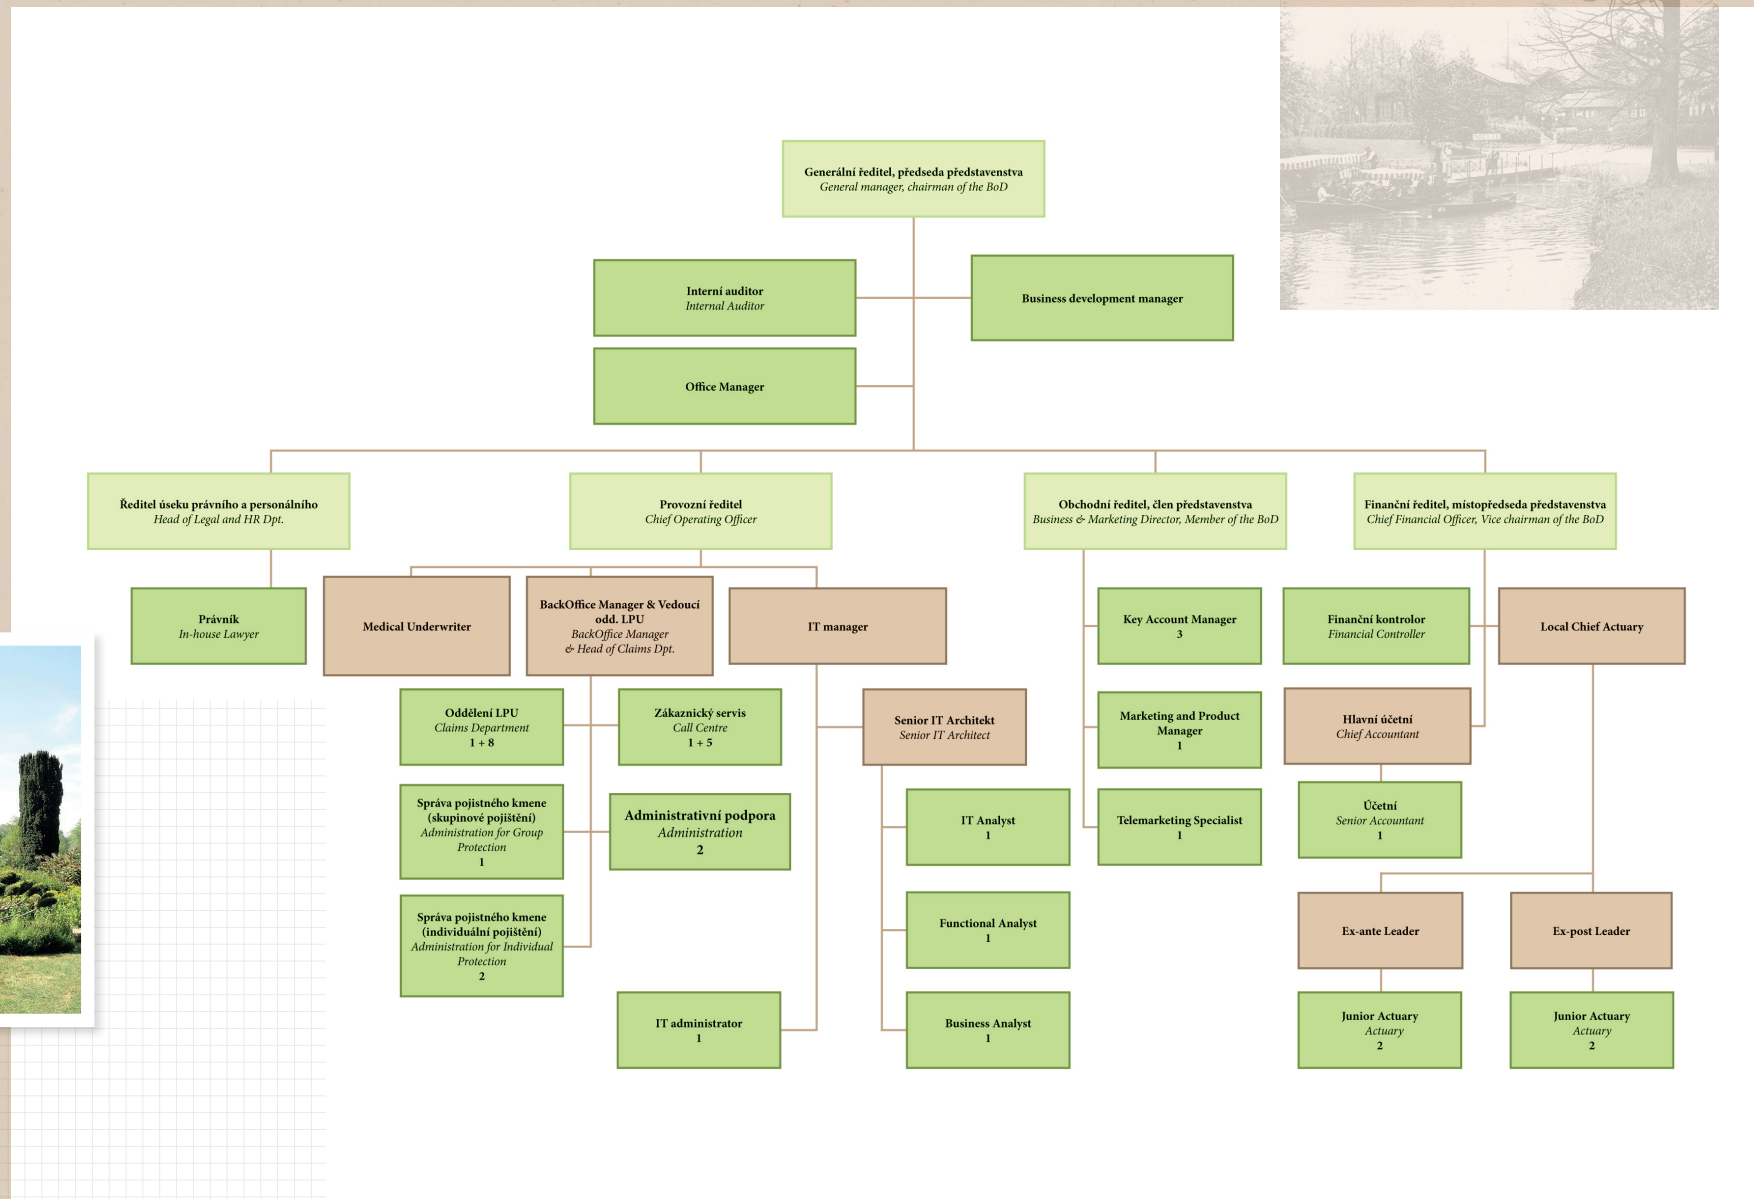 Generální ředitel, předseda představenstva
General manager, chairman of the BoD
Interní auditor
Internal Auditor
Business development manager
Office Manager
Ředitel úseku právního a personálního
Head of Legal and HR Dpt.
Provozní ředitel
Chief Operating Officer
Obchodní ředitel, člen představenstva
Business & Marketing Director, Member of the BoD
Finanční ředitel, místopředseda představenstva
Chief Financial Officer, Vice chairman of the BoD
Právník
In-house Lawyer
Medical Underwriter
BackOffice Manager & Vedoucí
odd. LPU
BackOffice Manager
& Head of Claims Dpt.
IT manager
Key Account Manager
3
Finanční kontrolor
Financial Controller
Local Chief Actuary
Oddělení LPU
Claims Department
1 + 8
Zákaznický servis
Call Centre
1 + 5
Senior IT Architekt
Senior IT Architect
Marketing and Product
Manager
1
Hlavní účetní
Chief Accountant
Správa pojistného kmene
(skupinové pojištění)
Administration for Group
Protection
1
Administrativní podpora
Administration
2
IT Analyst
1
Telemarketing Specialist
1
Účetní
Senior Accountant
1
Správa pojistného kmene
(individuální pojištění)
Administration for Individual
Protection
2
Functional Analyst
1
Ex-ante Leader
Ex-post Leader
IT administrator
1
Business Analyst
1
Junior Actuary
Actuary
2
Junior Actuary
Actuary
2